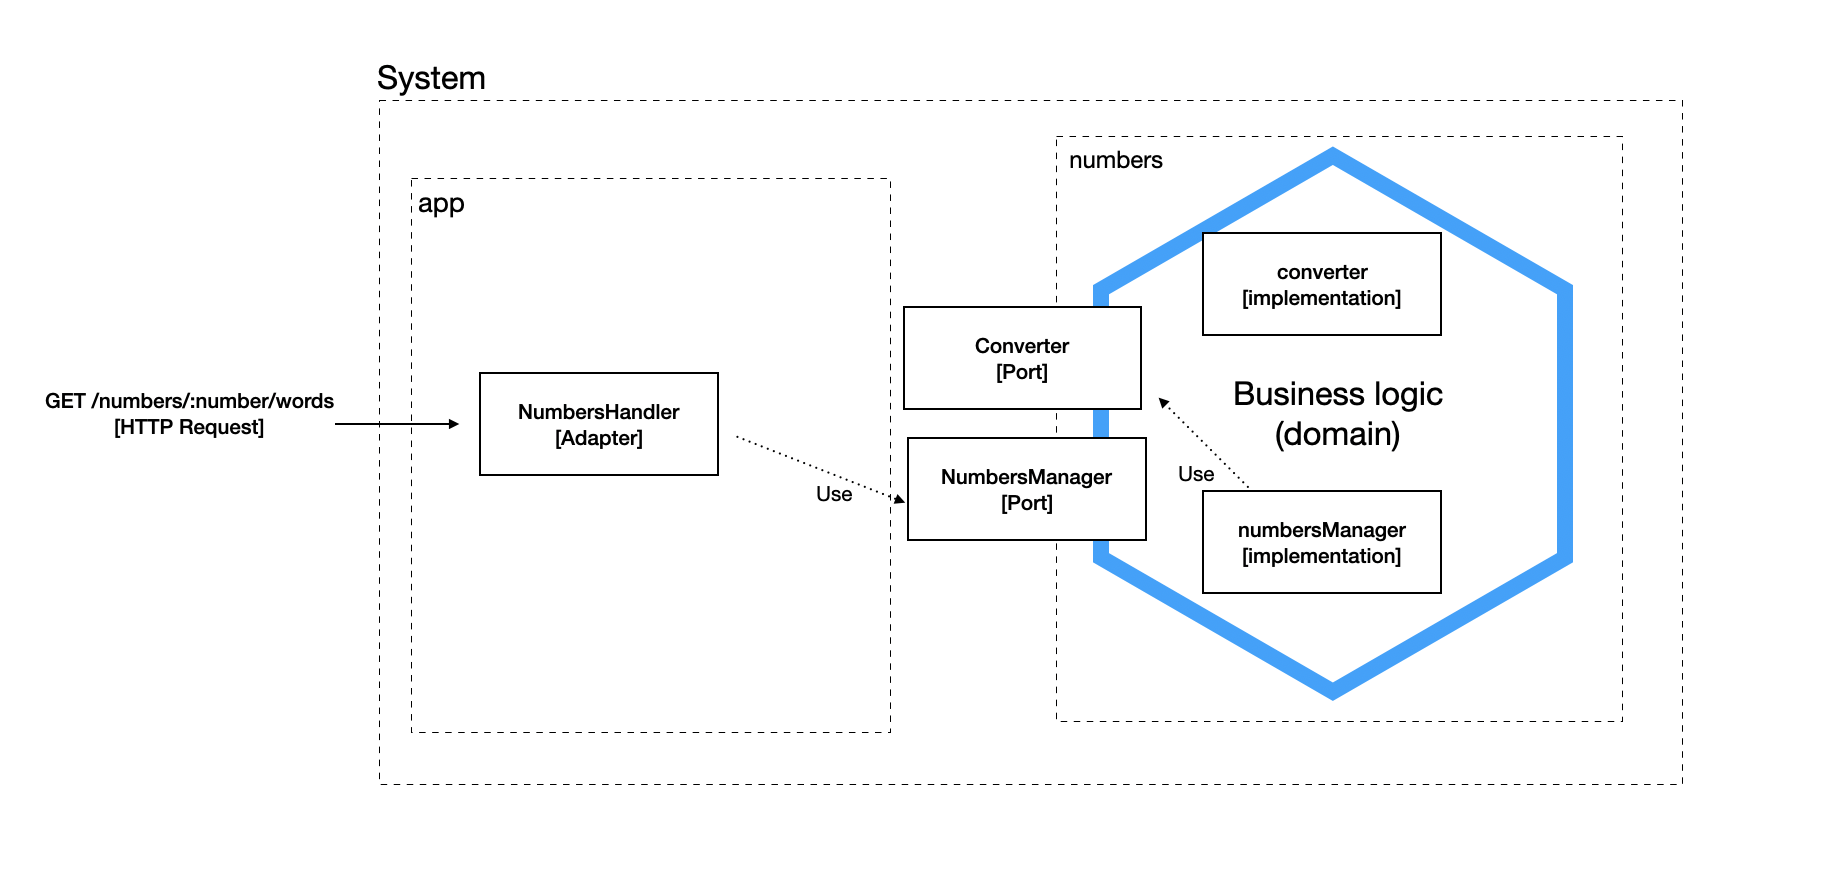 System
numbers
app
converter
[implementation]
Converter
[Port]
Business logic
(domain)
GET /numbers/:number/words
[HTTP Request]
NumbersHandler
[Adapter]
Use
NumbersManager
[Port]
Use
numbersManager
[implementation]